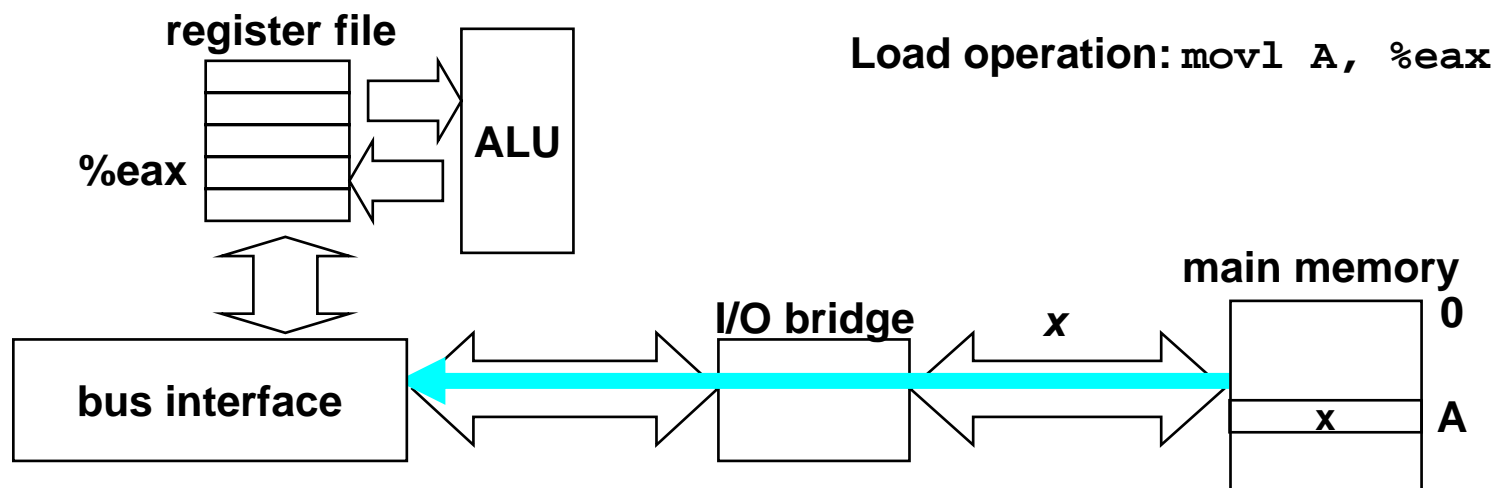 register file
Load operation: movl A, %eax
ALU
%eax
main memory
0
I/O bridge
x
bus interface
x
A